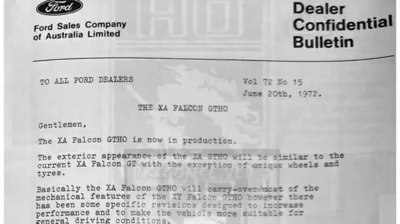 Ford
Ford Sales Company
of Australia Limited
Dealer
Confidential
Bulletin
TO ALL FORD DEALERS
Vol 72 No 15
June 20th, 1972.
THE XA FALCON GTHO
Gentlemen,
The XA Falcon GTHO is now in production.
The exterior appearance of the XA GTHO will be similar to the
current XA Falcon GT with the exception of unique wheels and
tyres.
Basically the XA Falcon GTHO will carry-over most of the
mechanical features of the XY Falcon GTHO however there
has been some specific revisions designed to increase
performance and to make the vehicle more suitable for
general driving conditions.